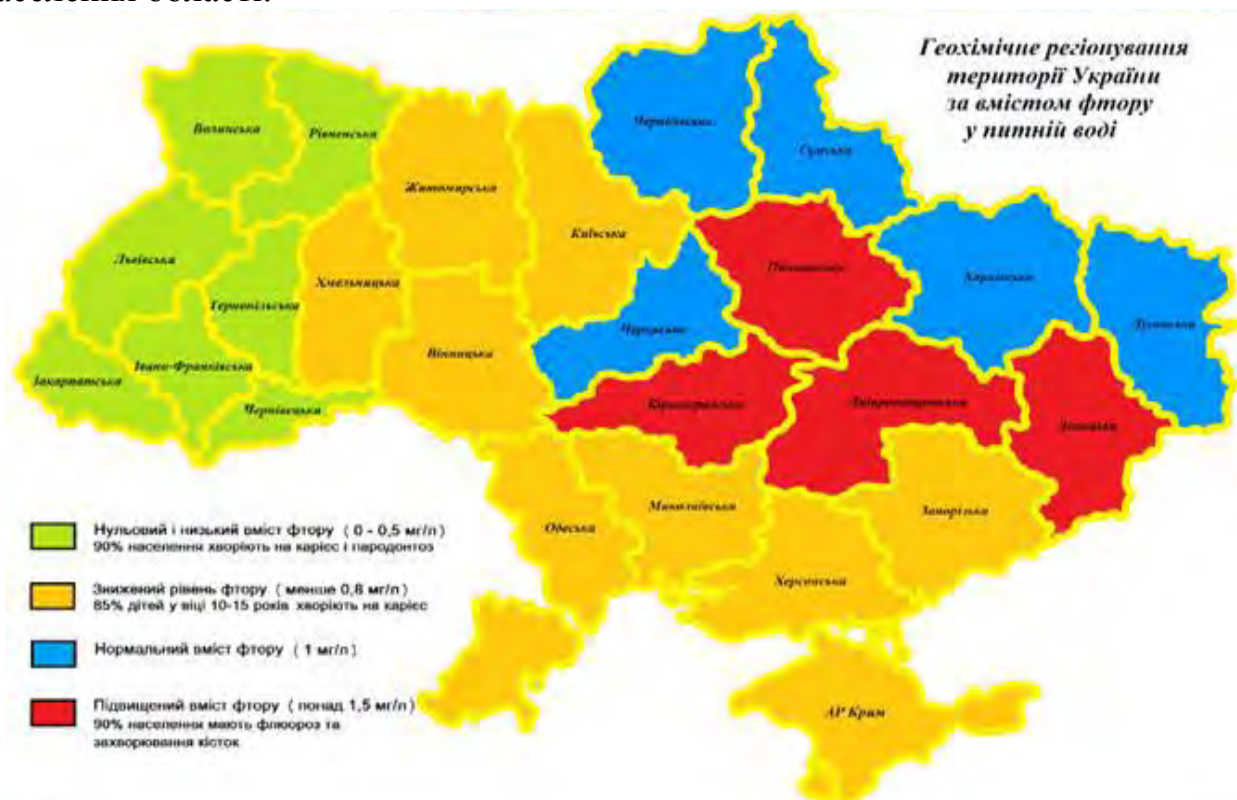 аселення області.
Геохімічне регіонування
території України
за вмістом фтору
у питній воді
Волинська
Рівненська
Житомирська
Київська
Чернігівська
Сумська
Львівська
Тернопільська
Хмельницька
Вінницька
Черкаська
Полтавська
Харківська
Луганська
Закарпатська
Івано-Франківська
Чернівецька
Кіровоградська
Дніпропетровська
Донецька
Одеська
Миколаївська
Запорізька
Херсонська
АР Крим
Нульовий і низький вміст фтору ( 0 - 0,5 мг/л )
90% населення хворіють на карієс і пародонтоз
Знижений рівень фтору ( менше 0,8 мг/л )
85% дітей у віці 10-15 років хворіють на карієс
Нормальний вміст фтору ( 1 мг/л )
Підвищений вміст фтору ( понад 1,5 мг/л )
90% населення мають флюороз та
захворювання кісток